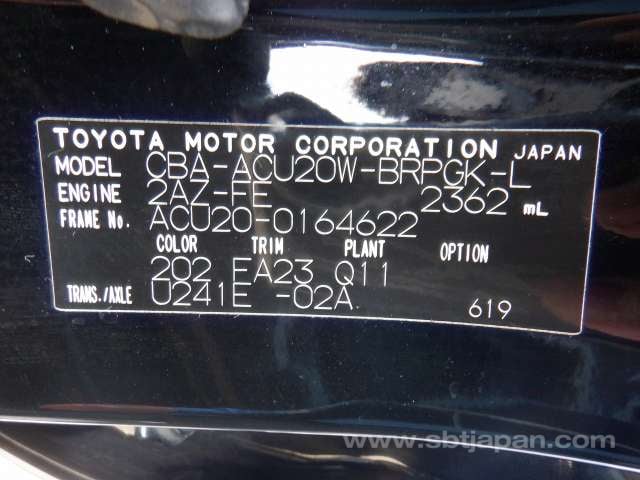 TOYOTA MOTOR CORPORATION JAPAN
MODEL CBA-ACU20W-BRPGK-L
ENGINE 2AZ-FE 2362 mL
FRAME No. ACU20-0164622
COLOR TRIM PLANT OPTION
202 EA23 Q11
TRANS./AXLE U241E -02A 619
www.sbtjapan.com